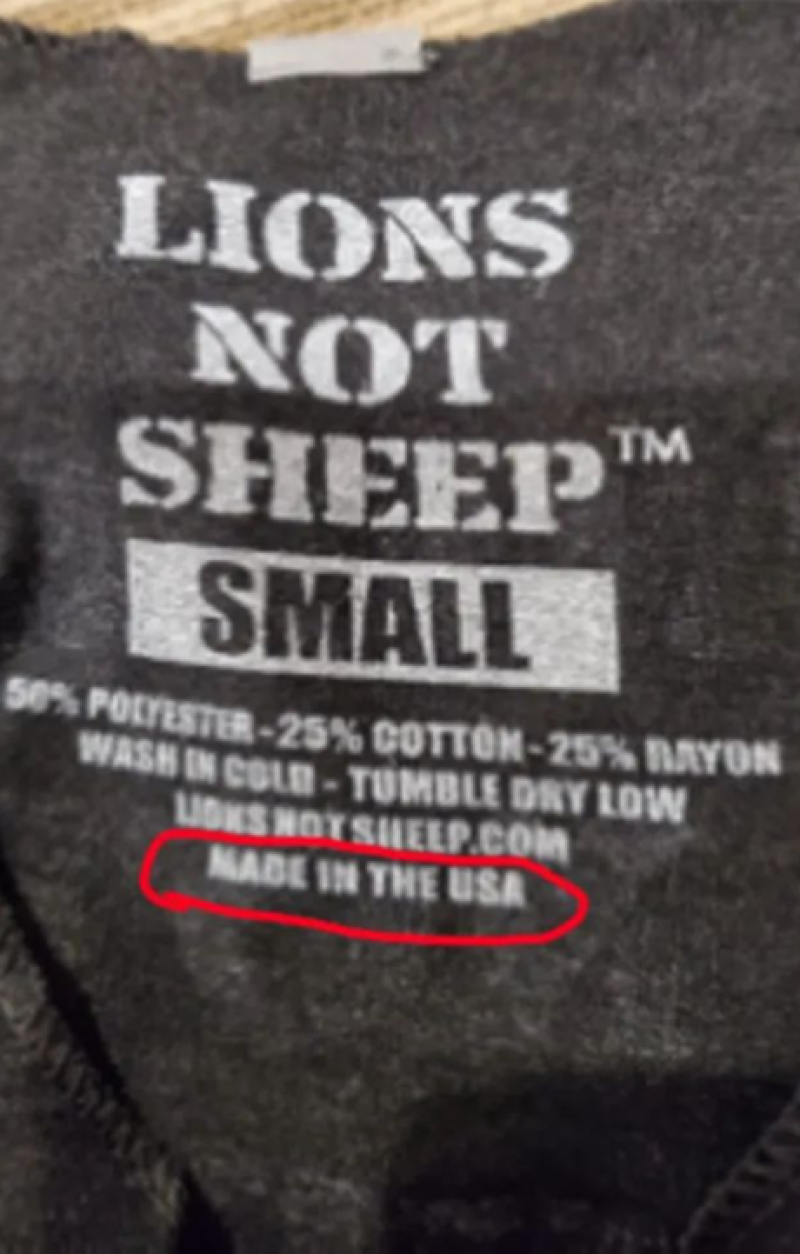 LIONS
NOT
SHEEP™
SMALL
50% POLYESTER - 25% COTTON - 25% RAYON
WASH IN COLD - TUMBLE DRY LOW
LIONSNOTSHEEP.COM
MADE IN THE USA